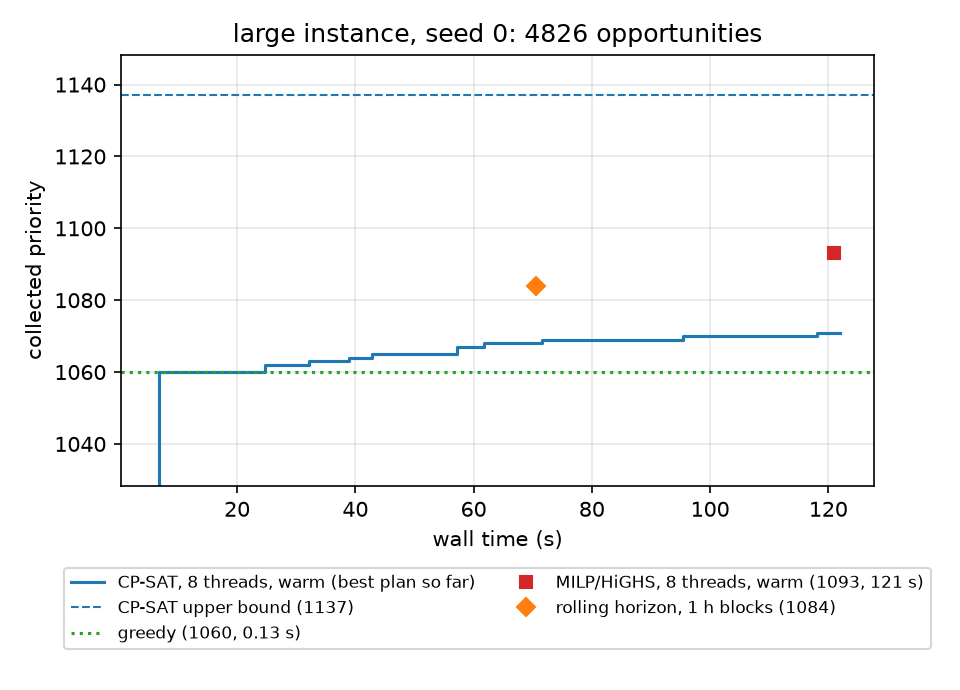 large instance, seed 0: 4826 opportunities
collected priority
1140
1120
1100
1080
1060
1040
20 40 60 80 100 120
wall time (s)
CP-SAT, 8 threads, warm (best plan so far)
CP-SAT upper bound (1137)
greedy (1060, 0.13 s)
MILP/HiGHS, 8 threads, warm (1093, 121 s)
rolling horizon, 1 h blocks (1084)